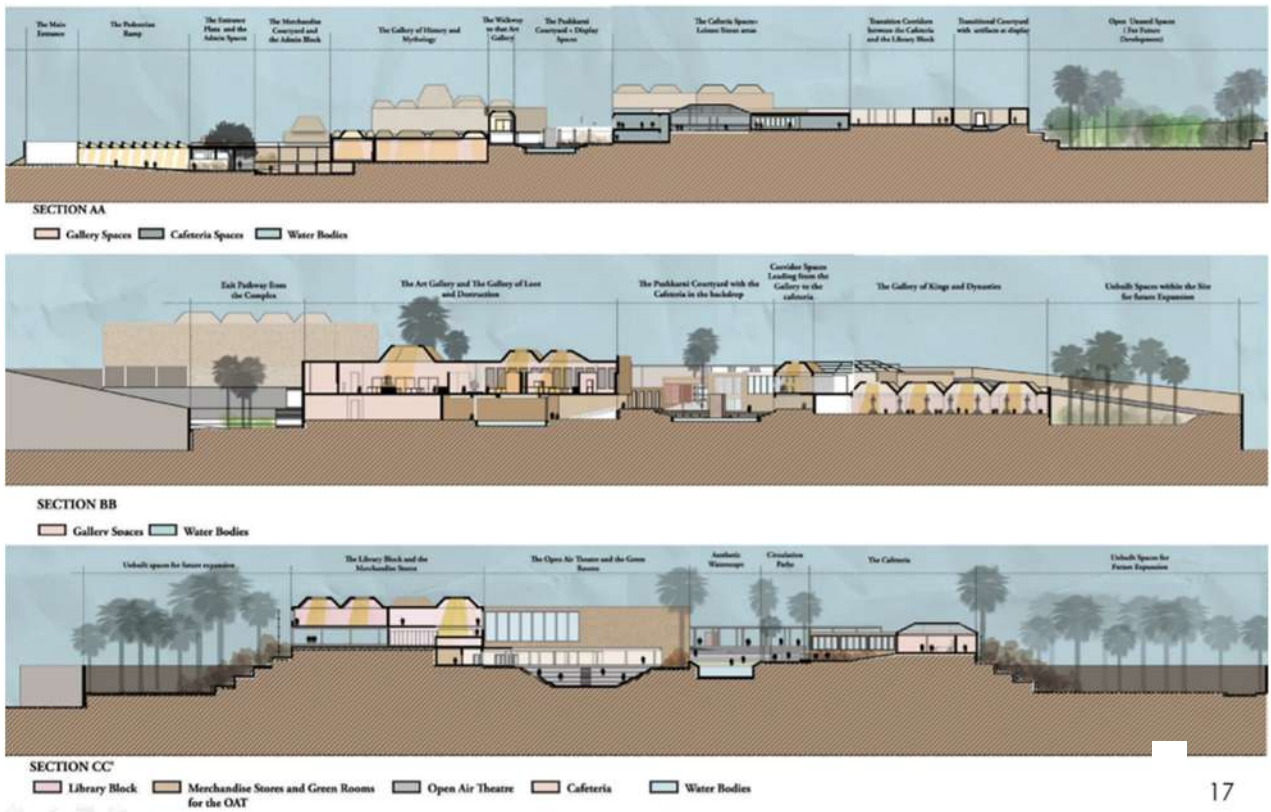 The Main
Entrance
The Pedestrian
Ramp
The Entrance
Plaza and the
Admin Spaces
The Merchandise
Courtyard and
the Admin Block
The Gallery of History and
Mythology
The Walkway
to that Art
Gallery
The Pushkarni
Courtyard + Display
Spaces
The Cafteria Spaces:
Leisure Street areas
Transition Corridors
between the Cafeteria
and the Library Block
Transitional Courtyard
with artifacts at display
Open Unused Spaces
( For Future
Development)
SECTION AA
Gallery Spaces
Cafeteria Spaces
Water Bodies
Exit Pathway from
the Complex
The Art Gallery and The Gallery of Loot
and Destruction
The Pushkarni Courtyard with the
Cafeteria in the backdrop
Corridor Spaces
Leading from the
Gallery to the
cafeteria
The Gallery of Kings and Dynasties
Unbuilt Spaces within the Site
for future Expansion
SECTION BB
Gallery Spaces
Water Bodies
Unbuilt spaces for future expansion
The Library Block and the
Merchandise Stores
The Open Air Theatre and the Green
Rooms
Aesthetic
Waterscape
Circulation
Paths
The Cafeteria
Unbuilt Spaces for
Future Expansion
SECTION CC'
Library Block
Merchandise Stores and Green Rooms
for the OAT
Open Air Theatre
Cafeteria
Water Bodies
17